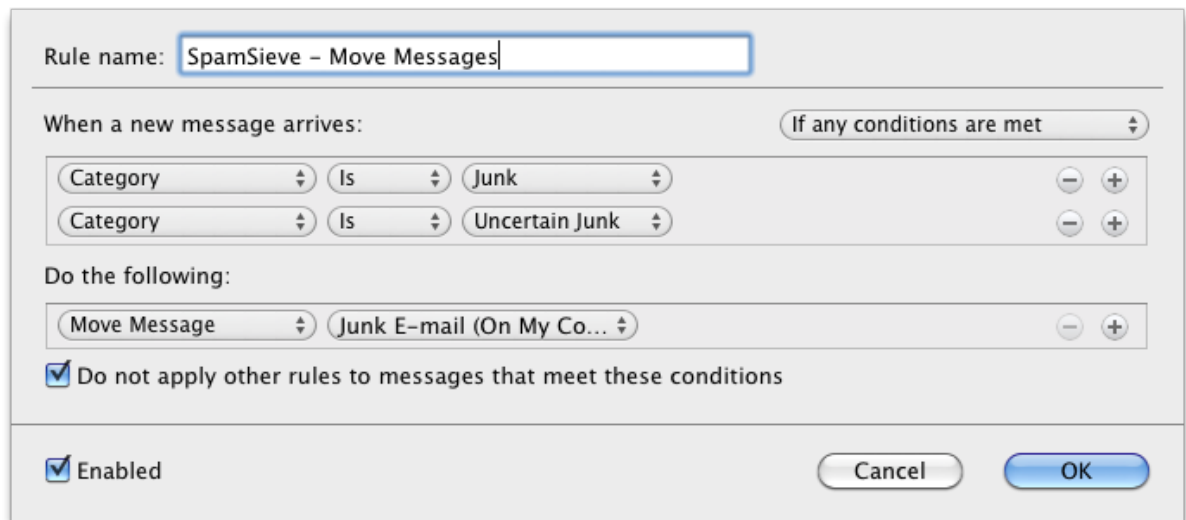 Rule name: SpamSieve – Move Messages
When a new message arrives: If any conditions are met
Category Is Junk
Category Is Uncertain Junk
Do the following:
Move Message Junk E-mail (On My Co...
Do not apply other rules to messages that meet these conditions
Enabled Cancel OK